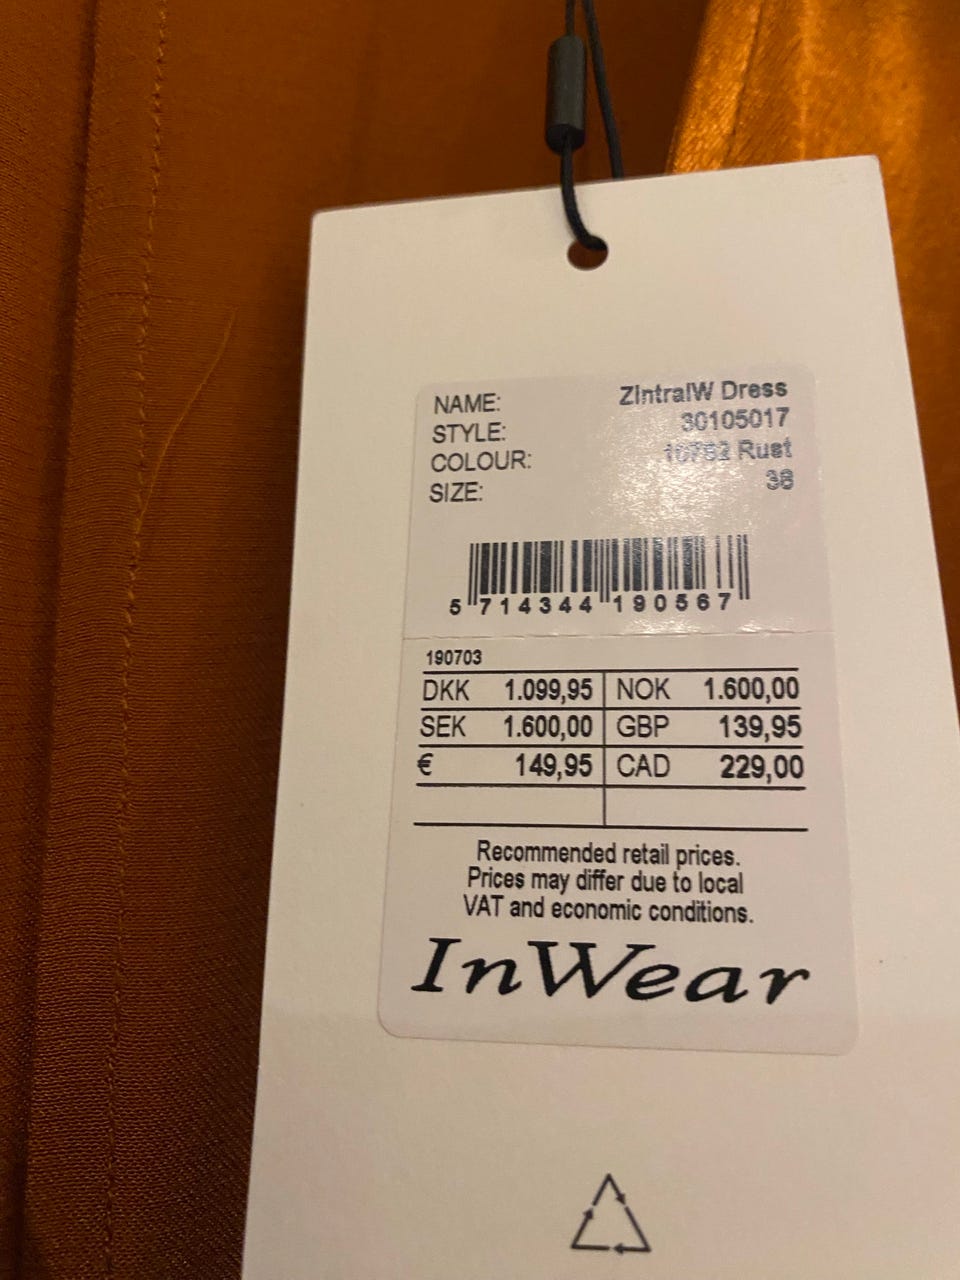 NAME: ZIntralW Dress
STYLE: 30105017
COLOUR: Rust
SIZE: 38
5 714344 190567
190703
DKK 1.099,95 NOK 1.600,00
SEK 1.600,00 GBP 139,95
€ 149,95 CAD 229,00
Recommended retail prices.
Prices may differ due to local
VAT and economic conditions.
InWear